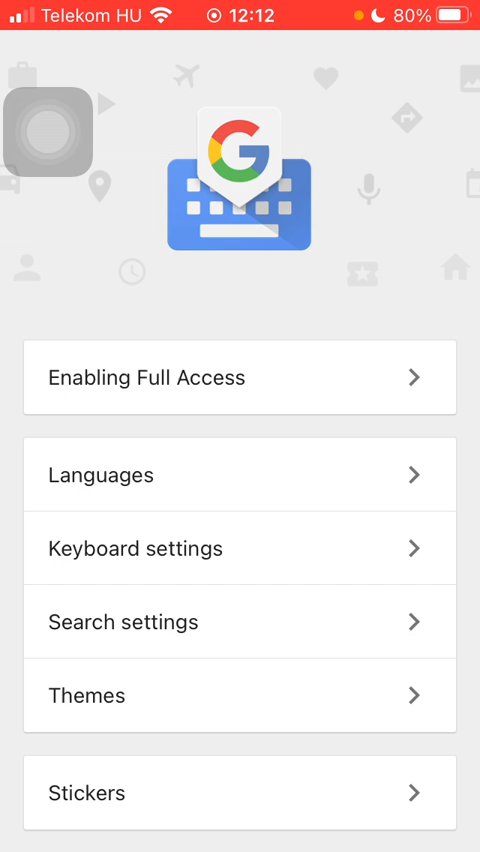 Telekom HU 12:12 80%
G
Enabling Full Access
Languages
Keyboard settings
Search settings
Themes
Stickers